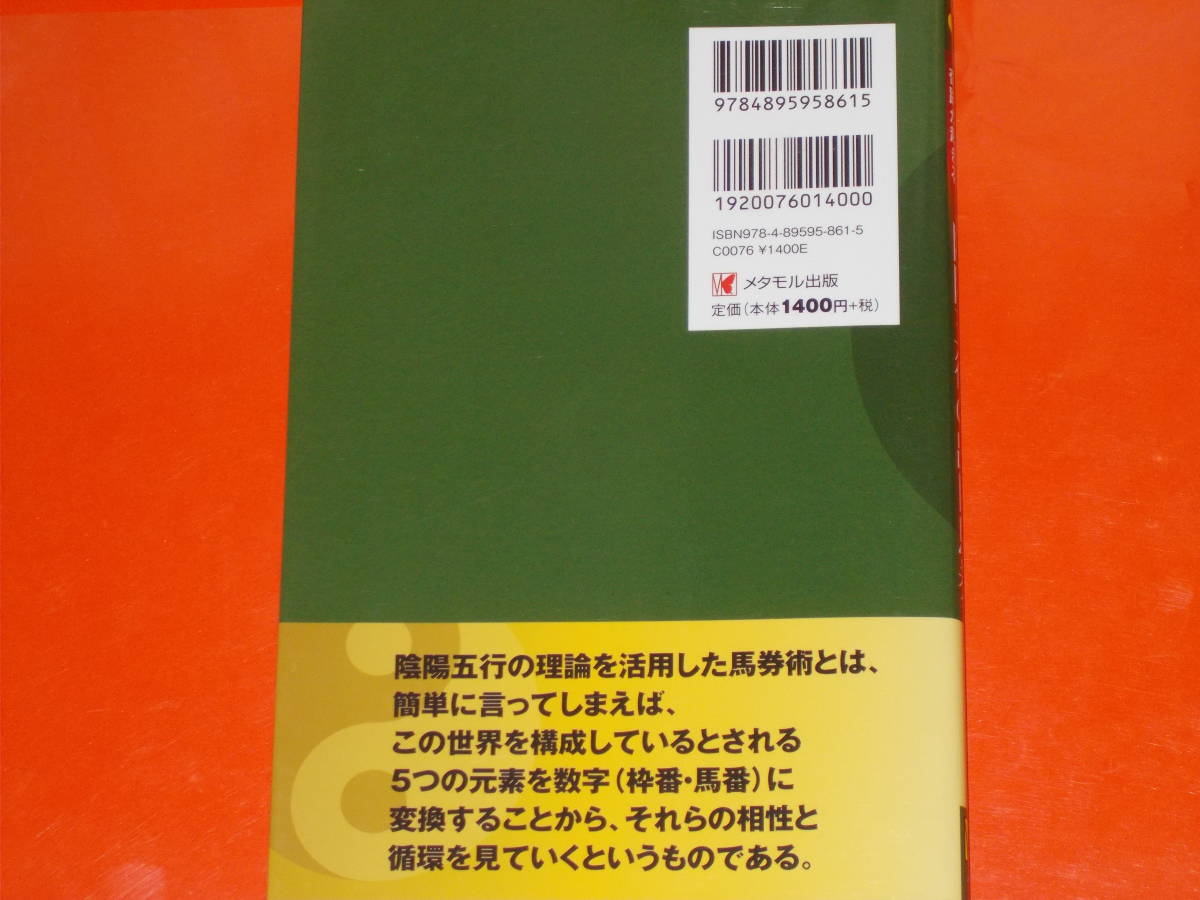 9784895958615
1920076014000
ISBN978-4-89595-861-5
C0076 ¥1400E
メタモル出版
定価(本体1400円+税)
陰陽五行の理論を活用した馬券術とは、
簡単に言ってしまえば、
この世界を構成しているとされる
5つの元素を数字(枠番・馬番)に
変換することから、それらの相性と
循環を見ていくというものである。